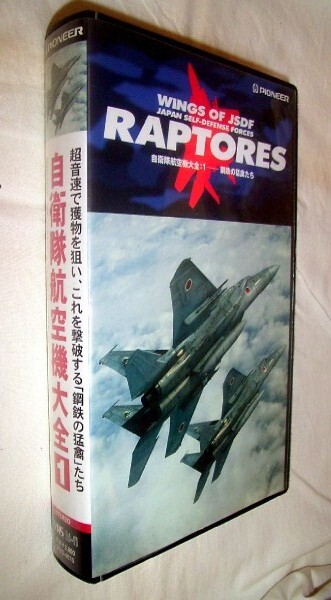 PIONEER
WINGS OF JSDF
JAPAN SELF-DEFENSE FORCES
RAPTORES
自衛隊航空機大全:1 鋼鉄の猛禽たち
PIONEER
超音速で獲物を狙い、これを撃破する「鋼鉄の猛禽」たち
自衛隊航空機大全 1
VHS